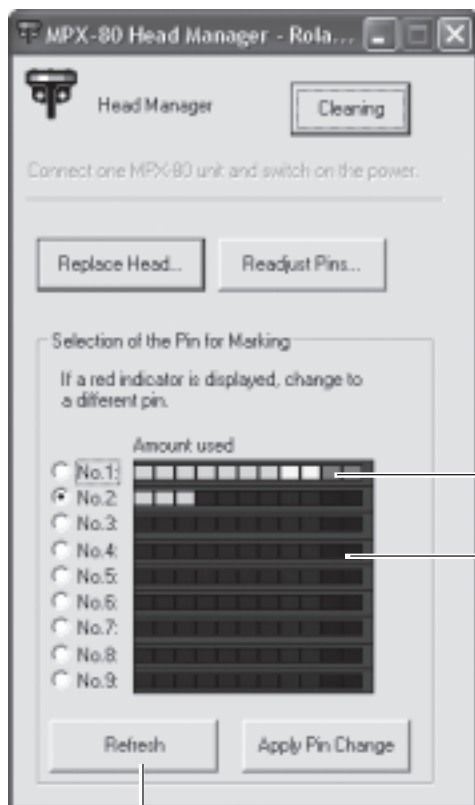 MPX-80 Head Manager - Rola...
Head Manager
Cleaning
Connect one MPX-80 unit and switch on the power.
Replace Head...
Readjust Pins...
Selection of the Pin for Marking
If a red indicator is displayed, change to
a different pin.
Amount used
No.1:
No.2:
No.3:
No.4:
No.5:
No.6:
No.7:
No.8:
No.9:
Refresh
Apply Pin Change